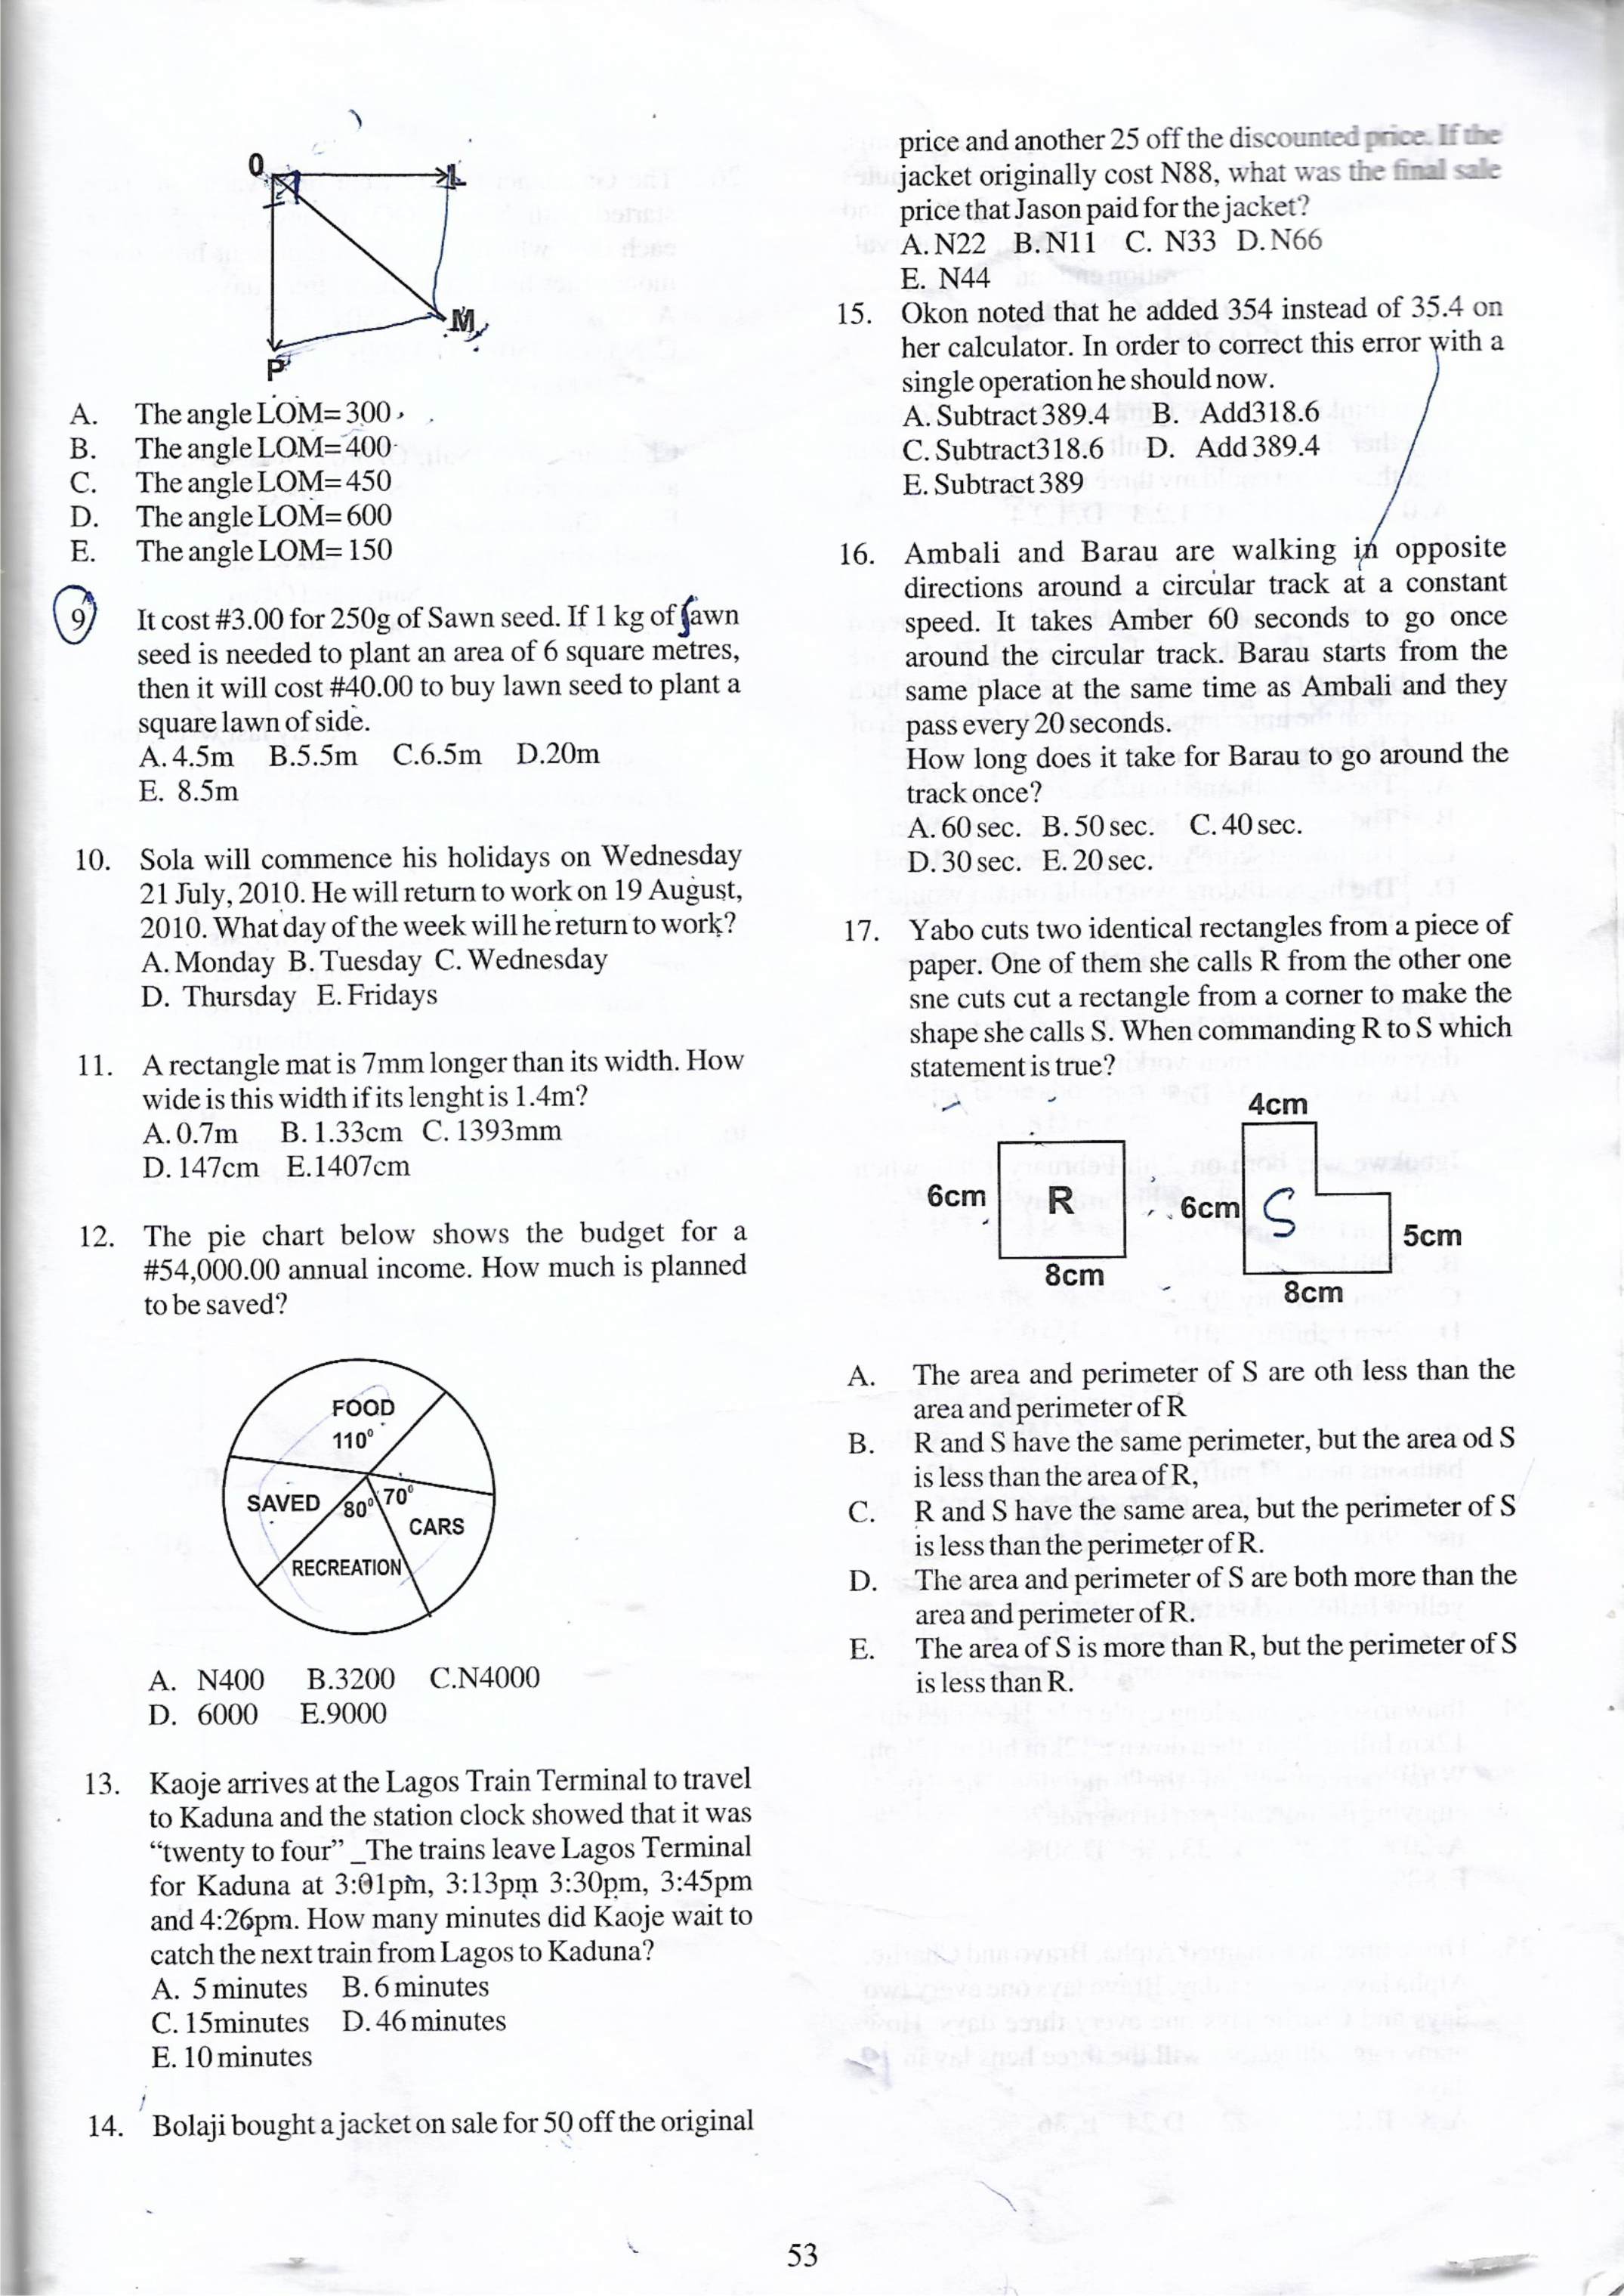 O
L
M
P
A. The angle LOM= 300
B. The angle LOM= 400
C. The angle LOM= 450
D. The angle LOM= 600
E. The angle LOM= 150
9 It cost #3.00 for 250g of Sawn seed. If 1 kg of fawn
seed is needed to plant an area of 6 square metres,
then it will cost #40.00 to buy lawn seed to plant a
square lawn of side.
A. 4.5m B.5.5m C.6.5m D.20m
E. 8.5m
10. Sola will commence his holidays on Wednesday
21 July, 2010. He will return to work on 19 August,
2010. What day of the week will he return to work?
A. Monday B. Tuesday C. Wednesday
D. Thursday E. Fridays
11. A rectangle mat is 7mm longer than its width. How
wide is this width if its lenght is 1.4m?
A. 0.7m B. 1.33cm C. 1393mm
D. 147cm E.1407cm
12. The pie chart below shows the budget for a
#54,000.00 annual income. How much is planned
to be saved?
FOOD
110⁰
SAVED 80⁰ 70⁰
CARS
RECREATION
A. N400 B.3200 C.N4000
D. 6000 E.9000
13. Kaoje arrives at the Lagos Train Terminal to travel
to Kaduna and the station clock showed that it was
“twenty to four” _The trains leave Lagos Terminal
for Kaduna at 3:01pm, 3:13pm 3:30pm, 3:45pm
and 4:26pm. How many minutes did Kaoje wait to
catch the next train from Lagos to Kaduna?
A. 5 minutes B. 6 minutes
C. 15minutes D. 46 minutes
E. 10 minutes
14. Bolaji bought a jacket on sale for 50 off the original
price and another 25 off the discounted price. If the
jacket originally cost N88, what was the final sale
price that Jason paid for the jacket?
A. N22 B. N11 C. N33 D. N66
E. N44
15. Okon noted that he added 354 instead of 35.4 on
her calculator. In order to correct this error with a
single operation he should now.
A. Subtract 389.4 B. Add318.6
C. Subtract318.6 D. Add 389.4
E. Subtract 389
16. Ambali and Barau are walking in opposite
directions around a circular track at a constant
speed. It takes Amber 60 seconds to go once
around the circular track. Barau starts from the
same place at the same time as Ambali and they
pass every 20 seconds.
How long does it take for Barau to go around the
track once?
A. 60 sec. B. 50 sec. C. 40 sec.
D. 30 sec. E. 20 sec.
17. Yabo cuts two identical rectangles from a piece of
paper. One of them she calls R from the other one
sne cuts cut a rectangle from a corner to make the
shape she calls S. When commanding R to S which
statement is true?
4cm
6cm R 6cm S 5cm
8cm 8cm
A. The area and perimeter of S are oth less than the
area and perimeter of R
B. R and S have the same perimeter, but the area od S
is less than the area of R,
C. R and S have the same area, but the perimeter of S
is less than the perimeter of R.
D. The area and perimeter of S are both more than the
area and perimeter of R.
E. The area of S is more than R, but the perimeter of S
is less than R.
53